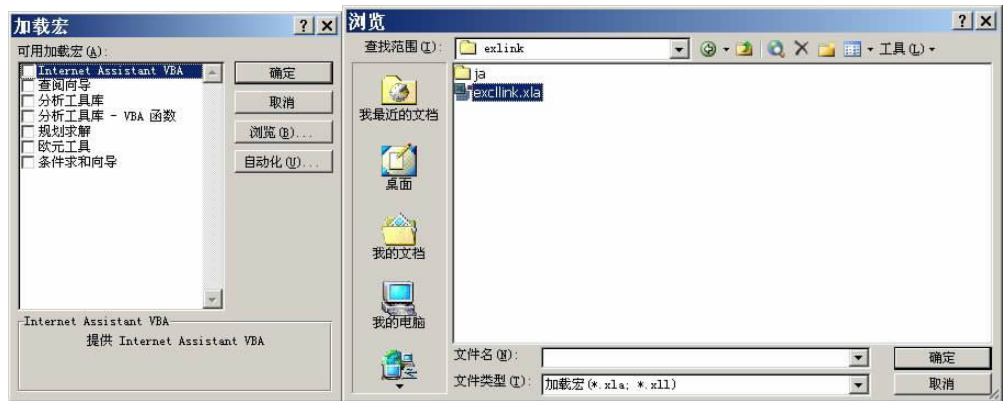 加载宏
可用加载宏(A):
Internet Assistant VBA
查阅向导
分析工具库
分析工具库 - VBA 函数
规划求解
欧元工具
条件求和向导
确定
取消
浏览(B)...
自动化(U)...
Internet Assistant VBA
提供 Internet Assistant VBA
浏览
查找范围(I):
exlink
工具(L)
ja
excllink.xla
我最近的文档
桌面
我的文档
我的电脑
文件名(N):
确定
文件类型(T): 加载宏(*.xla; *.xll)
取消